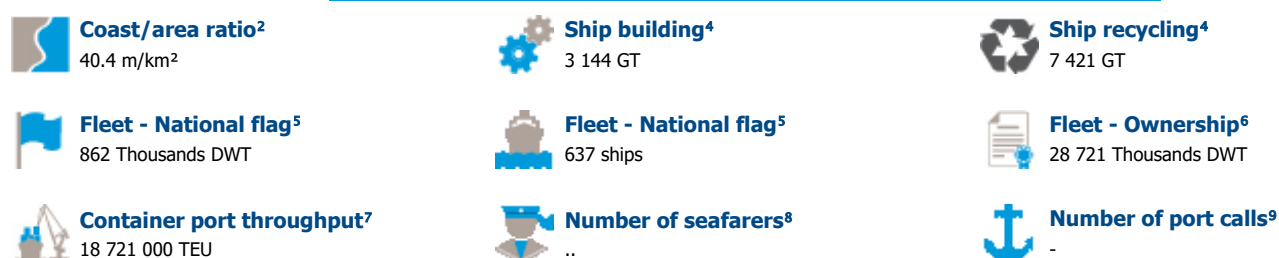 Coast/area ratio²
40.4 m/km²
Ship building⁴
3 144 GT
Ship recycling⁴
7 421 GT
Fleet - National flag⁵
862 Thousands DWT
Fleet - National flag⁵
637 ships
Fleet - Ownership⁶
28 721 Thousands DWT
Container port throughput⁷
18 721 000 TEU
Number of seafarers⁸
..
Number of port calls⁹
-